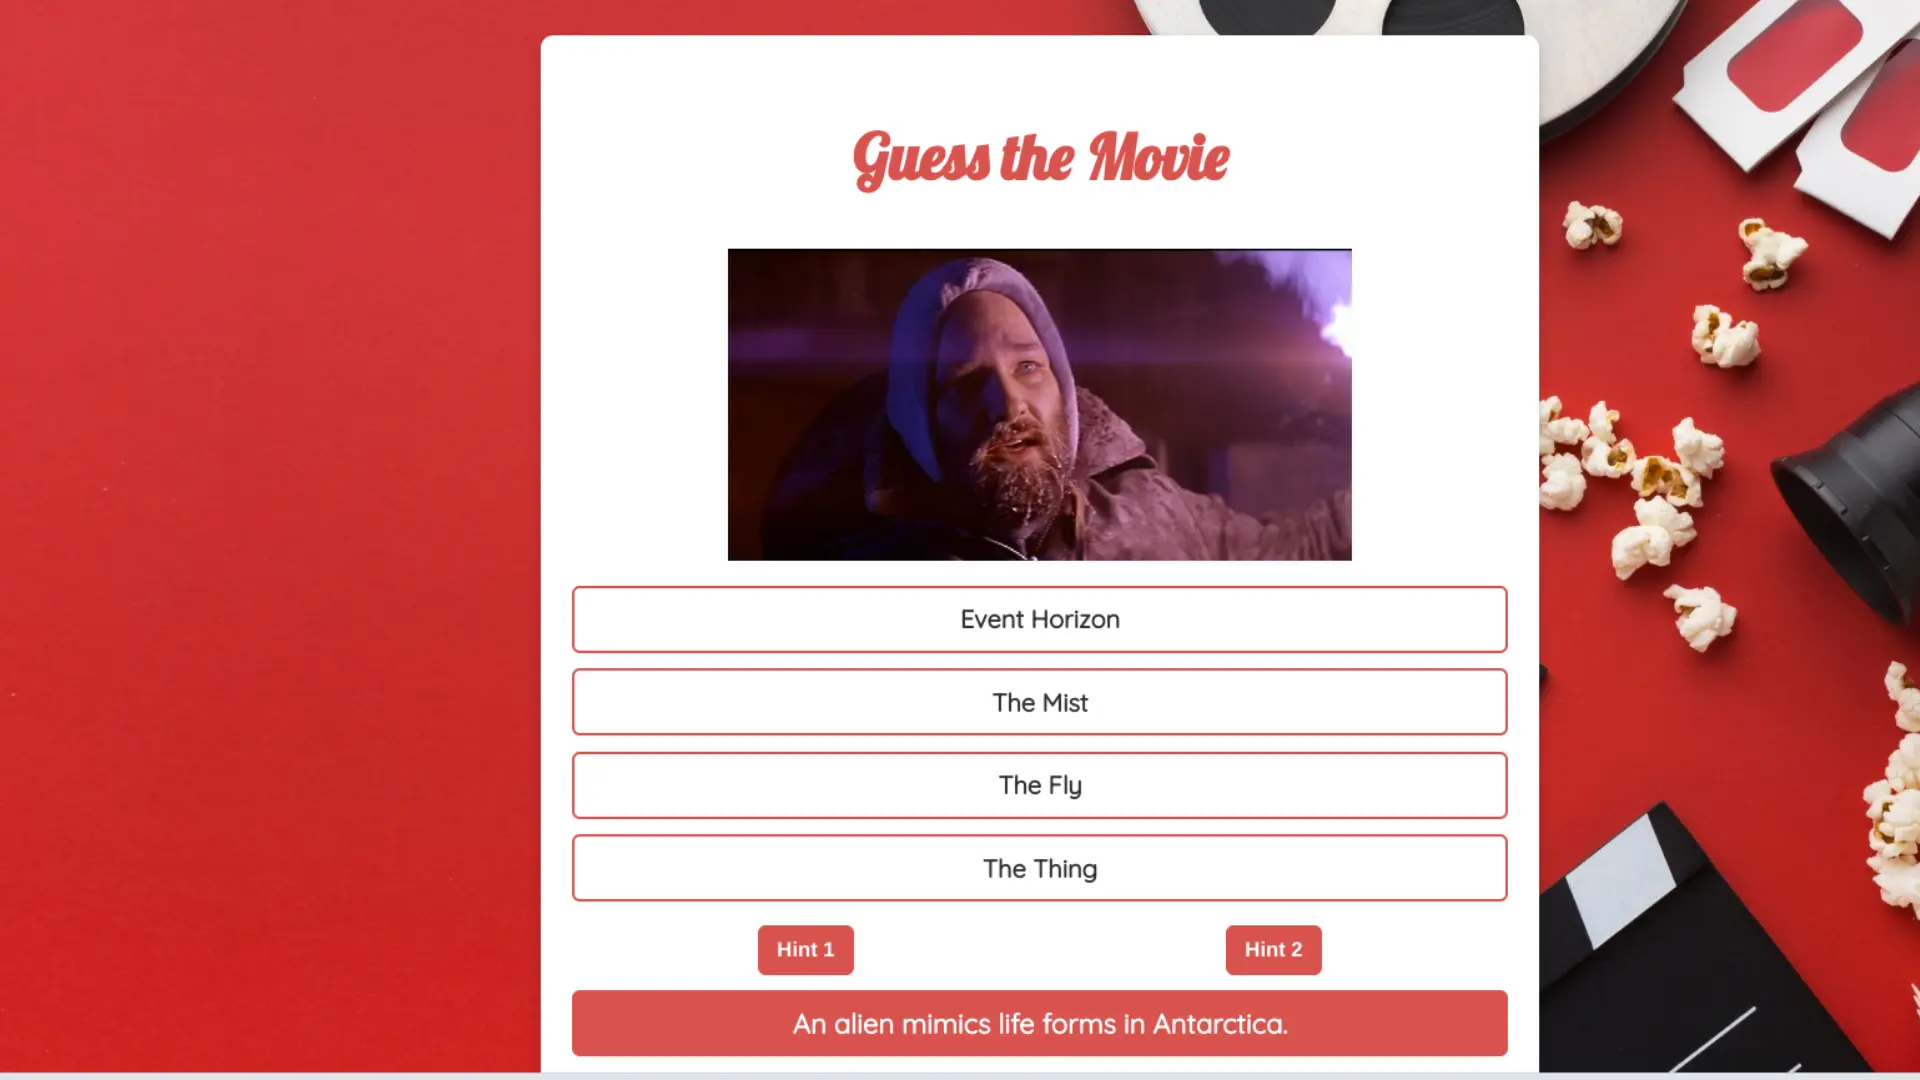 Guess the Movie
Event Horizon
The Mist
The Fly
The Thing
Hint 1
Hint 2
An alien mimics life forms in Antarctica.